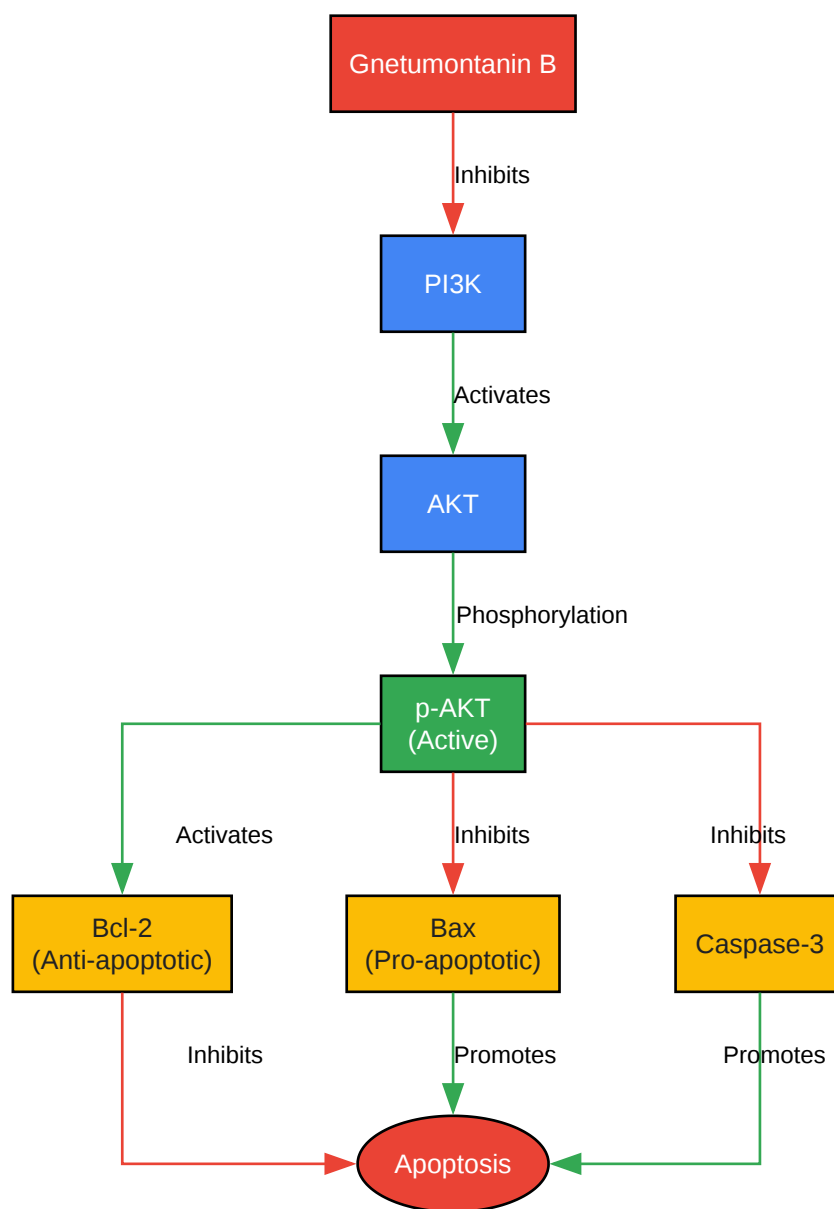 Gnetumontanin B
Inhibits
PI3K
Activates
AKT
Phosphorylation
p-AKT
(Active)
Activates
Inhibits
Inhibits
Bcl-2
(Anti-apoptotic)
Bax
(Pro-apoptotic)
Caspase-3
Inhibits
Promotes
Promotes
Apoptosis